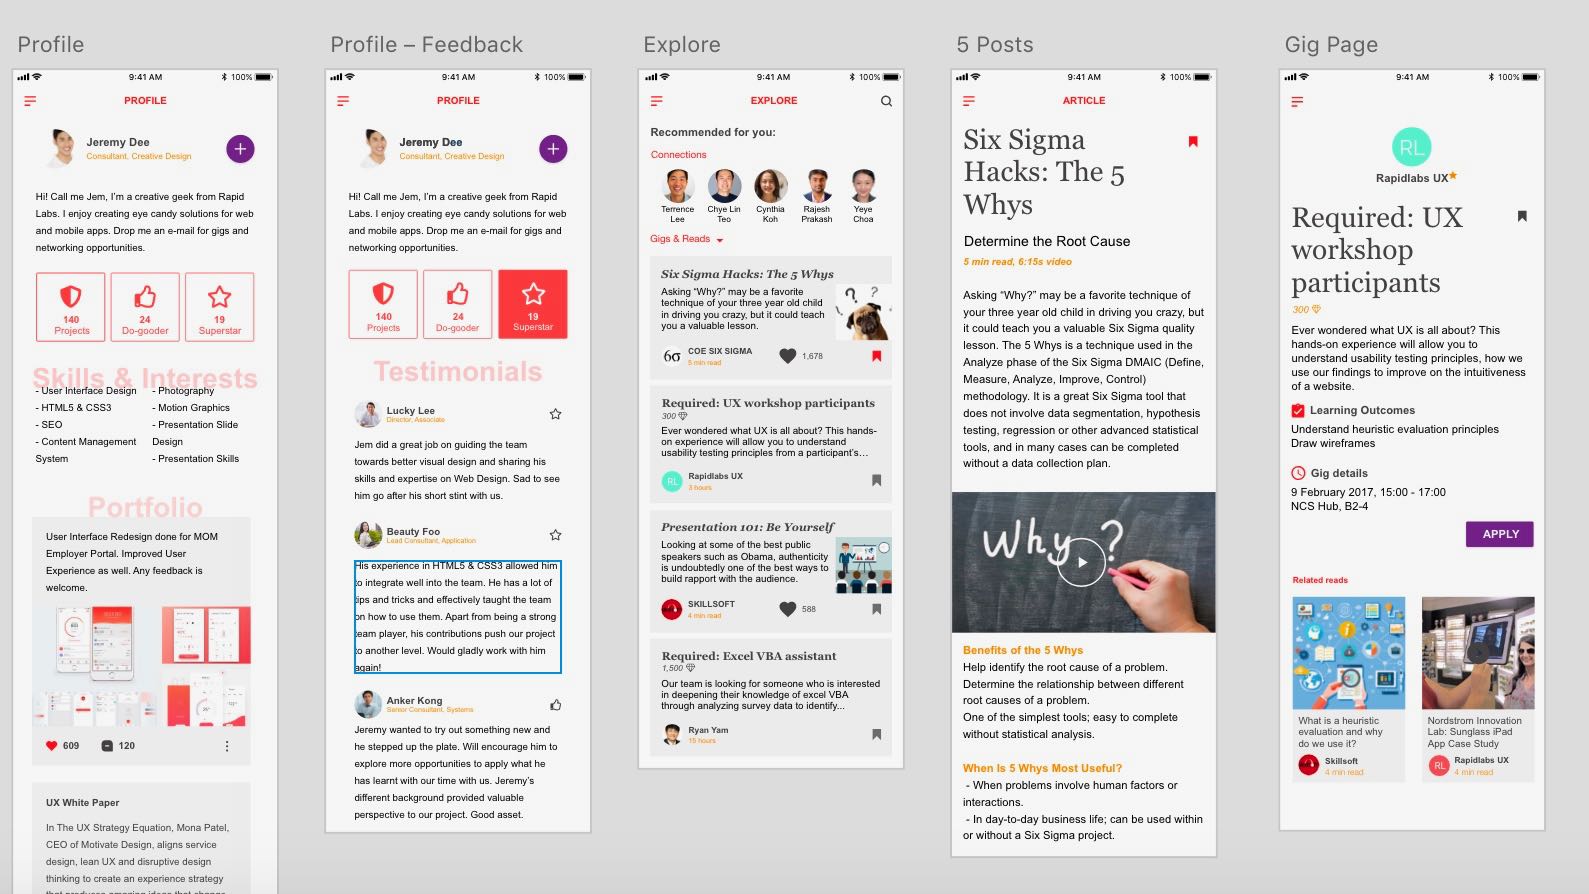 Profile
9:41 AM
100%
PROFILE
Jeremy Dee
Consultant, Creative Design
Hi! Call me Jem, I'm a creative geek from Rapid
Labs. I enjoy creating eye candy solutions for web
and mobile apps. Drop me an e-mail for gigs and
networking opportunities.
140
Projects
24
Do-gooder
19
Superstar
Skills & Interests
- User Interface Design
- HTML5 & CSS3
- SEO
- Content Management
System
- Photography
- Motion Graphics
- Presentation Slide
Design
- Presentation Skills
Portfolio
User Interface Redesign done for MOM
Employer Portal. Improved User
Experience as well. Any feedback is
welcome.
609
120
UX White Paper
In The UX Strategy Equation, Mona Patel,
CEO of Motivate Design, aligns service
design, lean UX and disruptive design
thinking to create an experience strategy
Profile – Feedback
9:41 AM
100%
PROFILE
Jeremy Dee
Consultant, Creative Design
Hi! Call me Jem, I'm a creative geek from Rapid
Labs. I enjoy creating eye candy solutions for web
and mobile apps. Drop me an e-mail for gigs and
networking opportunities.
140
Projects
24
Do-gooder
19
Superstar
Testimonials
Lucky Lee
Director, Associate
Jem did a great job on guiding the team
towards better visual design and sharing his
skills and expertise on Web Design. Sad to see
him go after his short stint with us.
Beauty Foo
Lead Consultant, Application
His experience in HTML5 & CSS3 allowed him
to integrate well into the team. He has a lot of
tips and tricks and effectively taught the team
on how to use them. Apart from being a strong
team player, his contributions push our project
to another level. Would gladly work with him
again!
Anker Kong
Senior Consultant, Systems
Jeremy wanted to try out something new and
he stepped up the plate. Will encourage him to
explore more opportunities to apply what he
has learnt with our time with us. Jeremy's
different background provided valuable
perspective to our project. Good asset.
Explore
9:41 AM
100%
EXPLORE
Recommended for you:
Connections
Terrence
Lee
Chye Lin
Teo
Cynthia
Koh
Rajesh
Prakash
Yeye
Choa
Gigs & Reads
Six Sigma Hacks: The 5 Whys
Asking “Why?” may be a favorite
technique of your three year old child
in driving you crazy, but it could teach
you a valuable lesson.
6σ
COE SIX SIGMA
5 min read
1,678
Required: UX workshop participants
300
Ever wondered what UX is all about? This hands-
on experience will allow you to understand
usability testing principles from a participant's...
RL
Rapidlabs UX
3 hours
Presentation 101: Be Yourself
Looking at some of the best public
speakers such as Obama, authenticity
is undoubtedly one of the best ways to
build rapport with the audience.
SKILLSOFT
4 min read
588
Required: Excel VBA assistant
1,500
Our team is looking for someone who is interested
in deepening their knowledge of excel VBA
through analyzing survey data to identify...
Ryan Yam
15 hours
5 Posts
9:41 AM
100%
ARTICLE
Six Sigma
Hacks: The 5
Whys
Determine the Root Cause
5 min read, 6:15s video
Asking “Why?” may be a favorite technique of
your three year old child in driving you crazy, but
it could teach you a valuable Six Sigma quality
lesson. The 5 Whys is a technique used in the
Analyze phase of the Six Sigma DMAIC (Define,
Measure, Analyze, Improve, Control)
methodology. It is a great Six Sigma tool that
does not involve data segmentation, hypothesis
testing, regression or other advanced statistical
tools, and in many cases can be completed
without a data collection plan.
Why?
Benefits of the 5 Whys
Help identify the root cause of a problem.
Determine the relationship between different
root causes of a problem.
One of the simplest tools; easy to complete
without statistical analysis.
When Is 5 Whys Most Useful?
- When problems involve human factors or
interactions.
- In day-to-day business life; can be used within
or without a Six Sigma project.
Gig Page
9:41 AM
100%
RL
Rapidlabs UX
Required: UX
workshop
participants
300
Ever wondered what UX is all about? This
hands-on experience will allow you to
understand usability testing principles, how we
use our findings to improve on the intuitiveness
of a website.
Learning Outcomes
Understand heuristic evaluation principles
Draw wireframes
Gig details
9 February 2017, 15:00 - 17:00
NCS Hub, B2-4
APPLY
Related reads
What is a heuristic
evaluation and why
do we use it?
Skillsoft
4 min read
Nordstrom Innovation
Lab: Sunglass iPad
App Case Study
RL
Rapidlabs UX
4 min read